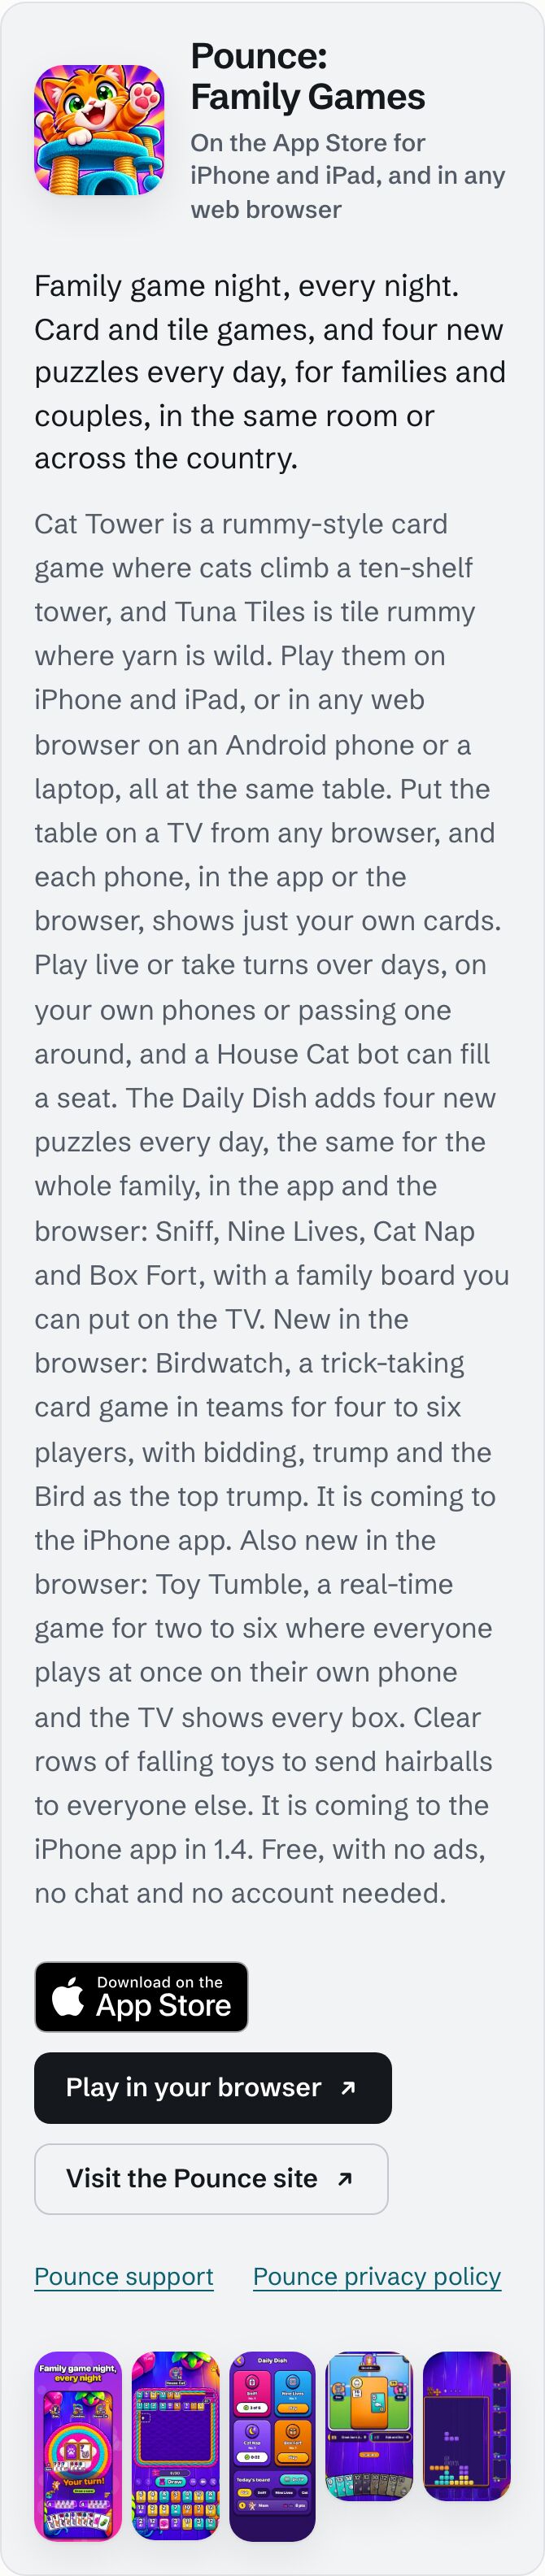 Pounce:
Family Games
On the App Store for
iPhone and iPad, and in any
web browser
Family game night, every night.
Card and tile games, and four new
puzzles every day, for families and
couples, in the same room or
across the country.
Cat Tower is a rummy-style card
game where cats climb a ten-shelf
tower, and Tuna Tiles is tile rummy
where yarn is wild. Play them on
iPhone and iPad, or in any web
browser on an Android phone or a
laptop, all at the same table. Put the
table on a TV from any browser, and
each phone, in the app or the
browser, shows just your own cards.
Play live or take turns over days, on
your own phones or passing one
around, and a House Cat bot can fill
a seat. The Daily Dish adds four new
puzzles every day, the same for the
whole family, in the app and the
browser: Sniff, Nine Lives, Cat Nap
and Box Fort, with a family board you
can put on the TV. New in the
browser: Birdwatch, a trick-taking
card game in teams for four to six
players, with bidding, trump and the
Bird as the top trump. It is coming to
the iPhone app. Also new in the
browser: Toy Tumble, a real-time
game for two to six where everyone
plays at once on their own phone
and the TV shows every box. Clear
rows of falling toys to send hairballs
to everyone else. It is coming to the
iPhone app in 1.4. Free, with no ads,
no chat and no account needed.
Download on the
App Store
Play in your browser
Visit the Pounce site
Pounce support
Pounce privacy policy
Family game night,
every night
Your turn!
Draw
Daily Dish
Today's board